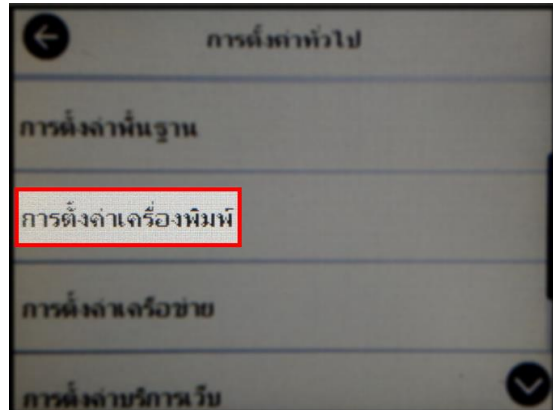 การตั้งค่าทั่วไป
การตั้งค่าพื้นฐาน
การตั้งค่าเครื่องพิมพ์
การตั้งค่าเครือข่าย
การตั้งค่าบริการเว็บ